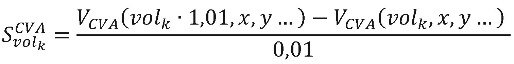 S_{vol_k}^{CVA} = \frac{V_{CVA}(vol_k \cdot 1,01, x, y \ldots) - V_{CVA}(vol_k, x, y \ldots)}{0,01}